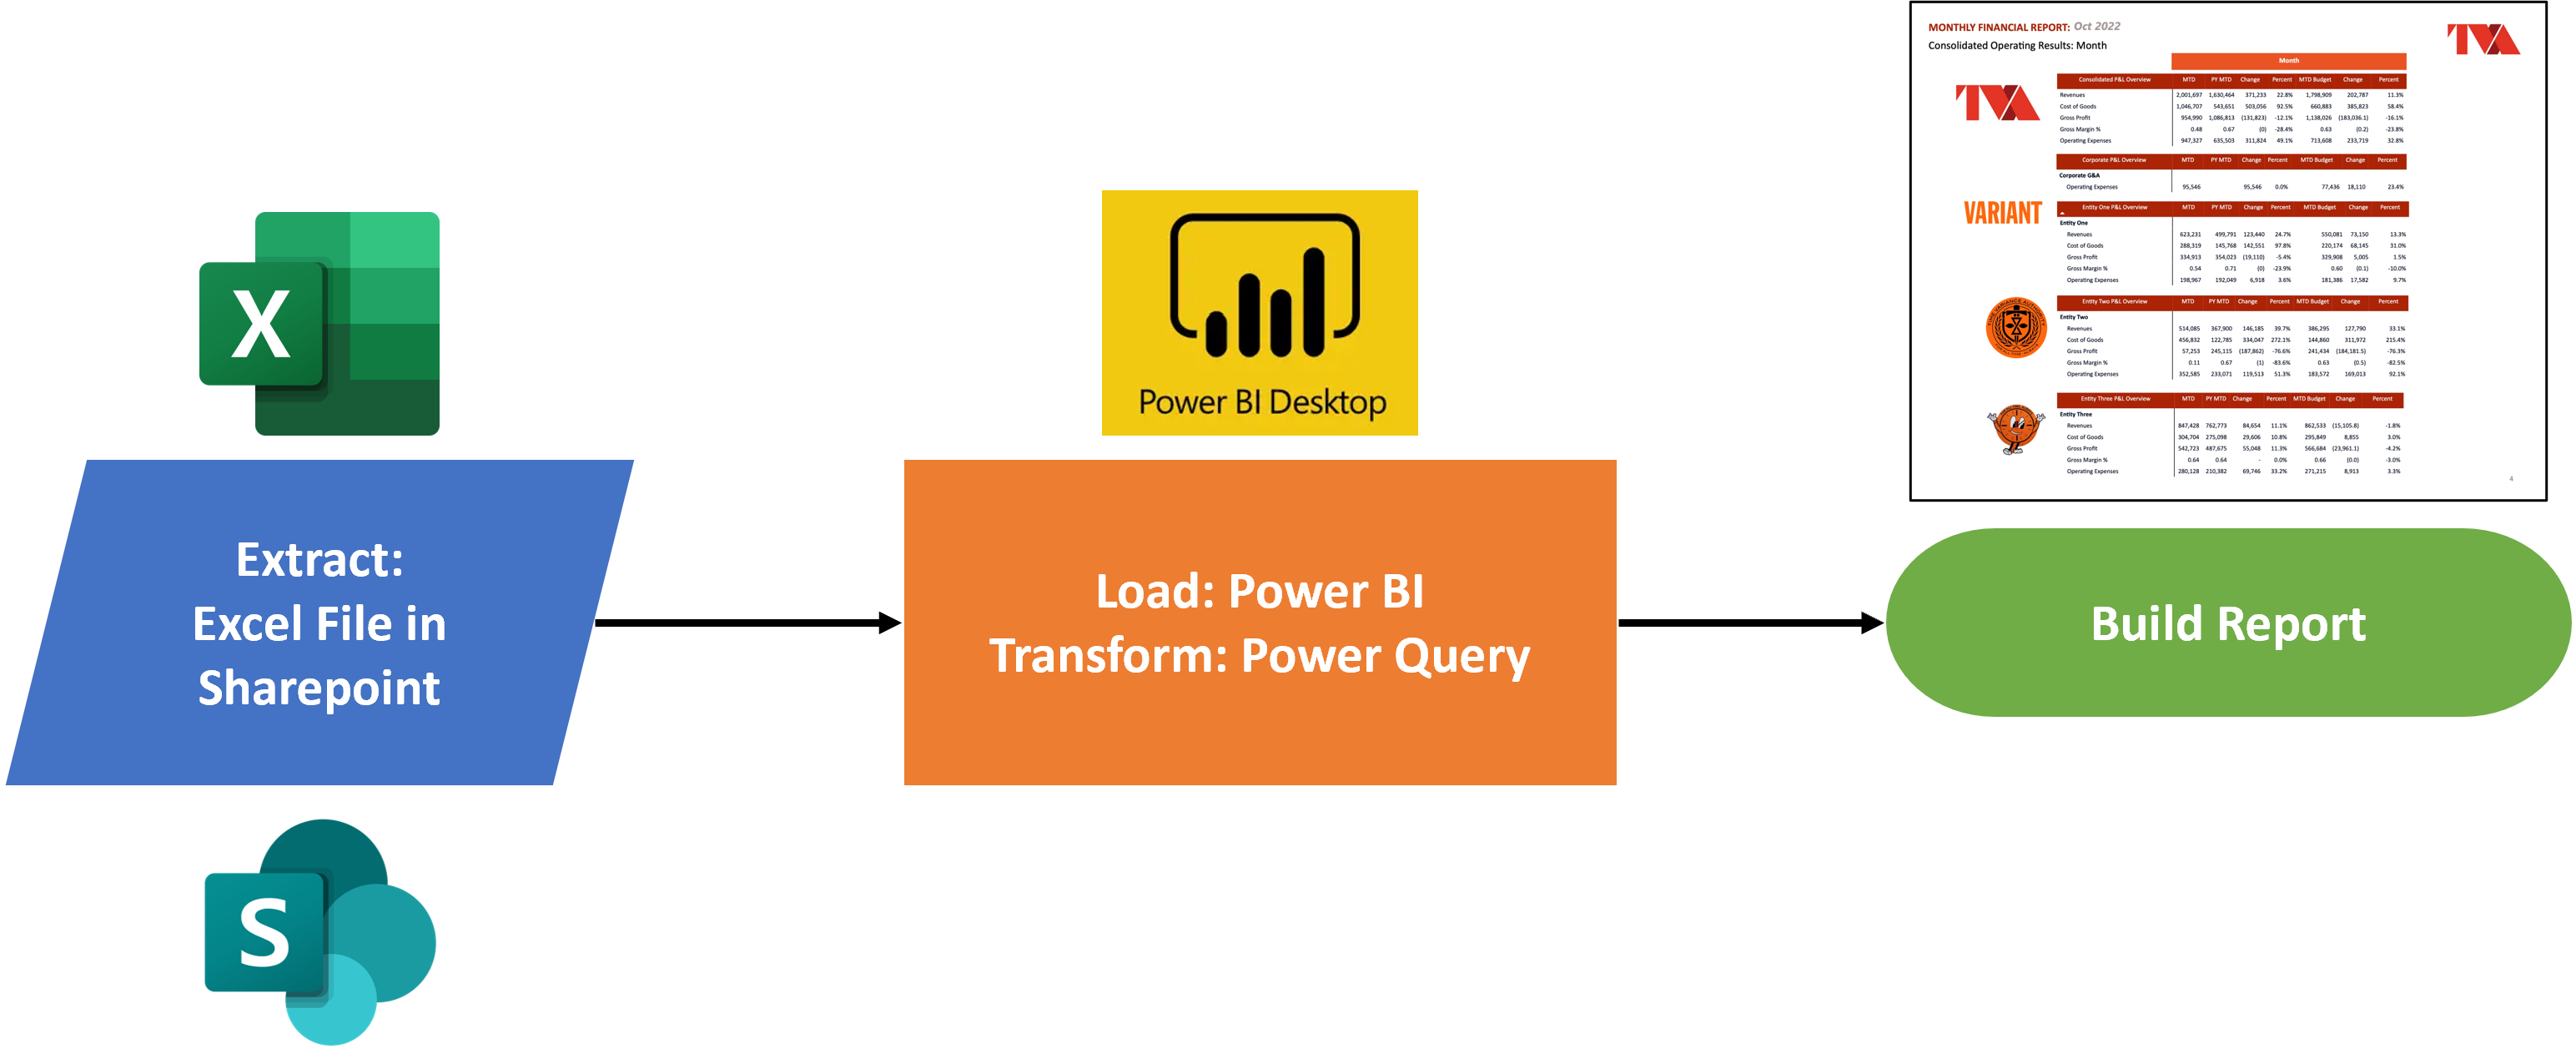 MONTHLY FINANCIAL REPORT: Oct 2022
TVA
Consolidated Operating Results: Month
Month
TVA
Consolidated P&L Overview MTD PY MTD Change Percent MTD Budget Change Percent
Revenues 2,001,697 1,630,464 371,233 22.8% 1,798,909 202,787 11.3%
Cost of Goods 1,046,707 543,651 503,056 92.5% 660,883 385,823 58.4%
Gross Profit 954,990 1,086,813 (131,823) -12.1% 1,138,026 (183,036.1) -16.1%
Gross Margin % 0.48 0.67 (0) -28.4% 0.63 (0.2) -23.8%
Operating Expenses 947,327 635,503 311,824 49.1% 713,608 233,719 32.8%
Corporate P&L Overview MTD PY MTD Change Percent MTD Budget Change Percent
Corporate G&A
Operating Expenses 95,546 95,546 0.0% 77,436 18,110 23.4%
VARIANT
Entity One P&L Overview MTD PY MTD Change Percent MTD Budget Change Percent
Entity One
Revenues 623,231 499,791 123,440 24.7% 550,081 73,150 13.3%
Cost of Goods 288,319 145,768 142,551 97.8% 220,174 68,145 31.0%
Gross Profit 334,913 354,023 (19,110) -5.4% 329,908 5,005 1.5%
Gross Margin % 0.54 0.71 (0) -23.9% 0.60 (0.1) -10.0%
Operating Expenses 198,967 192,049 6,918 3.6% 181,386 17,582 9.7%
Entity Two P&L Overview MTD PY MTD Change Percent MTD Budget Change Percent
Entity Two
Revenues 514,085 367,900 146,185 39.7% 386,295 127,790 33.1%
Cost of Goods 456,832 122,785 334,047 272.1% 144,860 311,972 215.4%
Gross Profit 57,253 245,115 (187,862) -76.6% 241,434 (184,181.5) -76.3%
Gross Margin % 0.11 0.67 (1) -83.6% 0.63 (0.5) -82.5%
Operating Expenses 352,585 233,071 119,513 51.3% 183,572 169,013 92.1%
Entity Three P&L Overview MTD PY MTD Change Percent MTD Budget Change Percent
Entity Three
Revenues 847,428 762,773 84,654 11.1% 862,533 (15,105.8) -1.8%
Cost of Goods 304,704 275,098 29,606 10.8% 295,849 8,855 3.0%
Gross Profit 542,723 487,675 55,048 11.3% 566,684 (23,961.1) -4.2%
Gross Margin % 0.64 0.64 - 0.0% 0.66 (0.0) -3.0%
Operating Expenses 280,128 210,382 69,746 33.2% 271,215 8,913 3.3%
4
X
Power BI Desktop
Extract:
Excel File in
Sharepoint
Load: Power BI
Transform: Power Query
Build Report
S